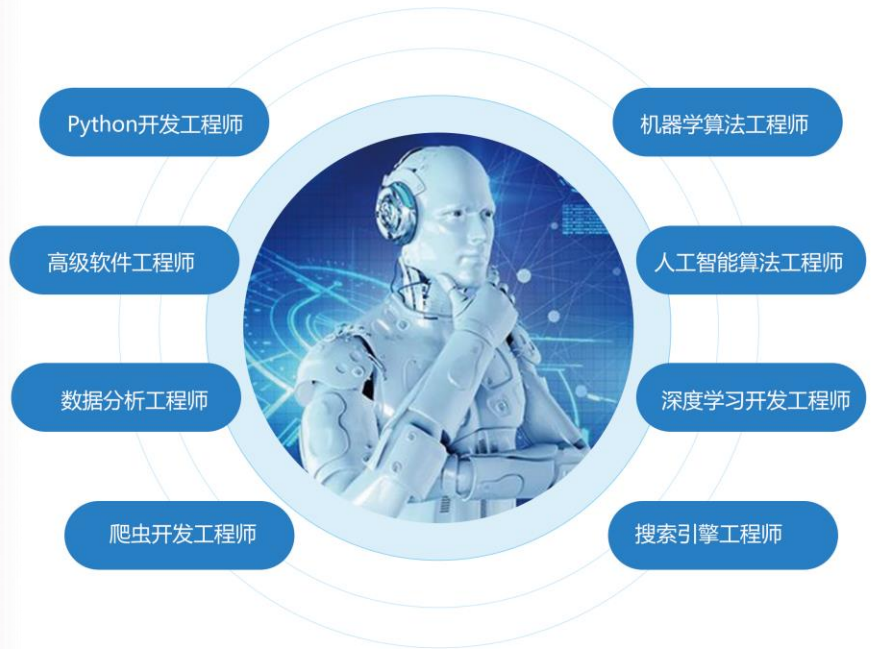 Python开发工程师
机器学算法工程师
高级软件工程师
人工智能算法工程师
数据分析工程师
深度学习开发工程师
爬虫开发工程师
搜索引擎工程师